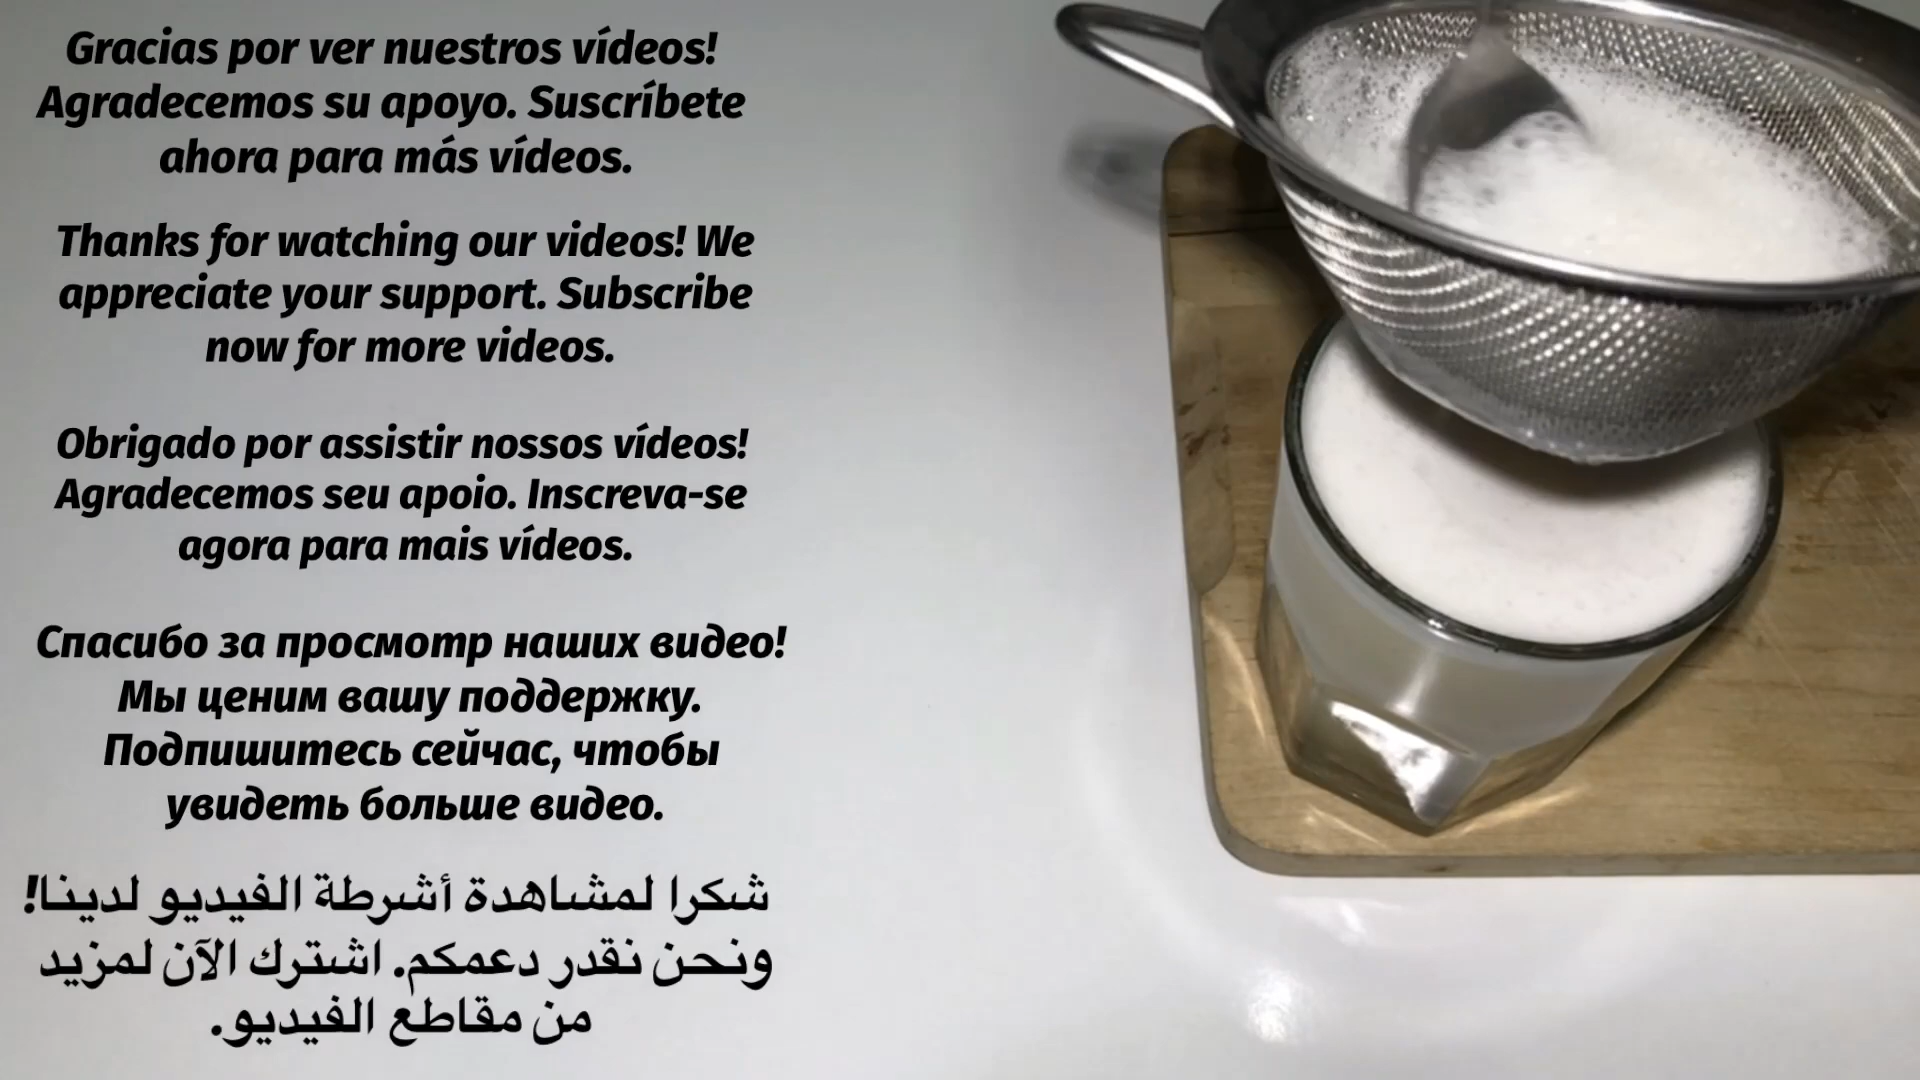 Gracias por ver nuestros vídeos!
Agradecemos su apoyo. Suscríbete
ahora para más vídeos.
Thanks for watching our videos! We
appreciate your support. Subscribe
now for more videos.
Obrigado por assistir nossos vídeos!
Agradecemos seu apoio. Inscreva-se
agora para mais vídeos.
Спасибо за просмотр наших видео!
Мы ценим вашу поддержку.
Подпишитесь сейчас, чтобы
увидеть больше видео.
شكرا لمشاهدة أشرطة الفيديو لدينا!
ونحن نقدر دعمكم. اشترك الآن لمزيد
من مقاطع الفيديو.